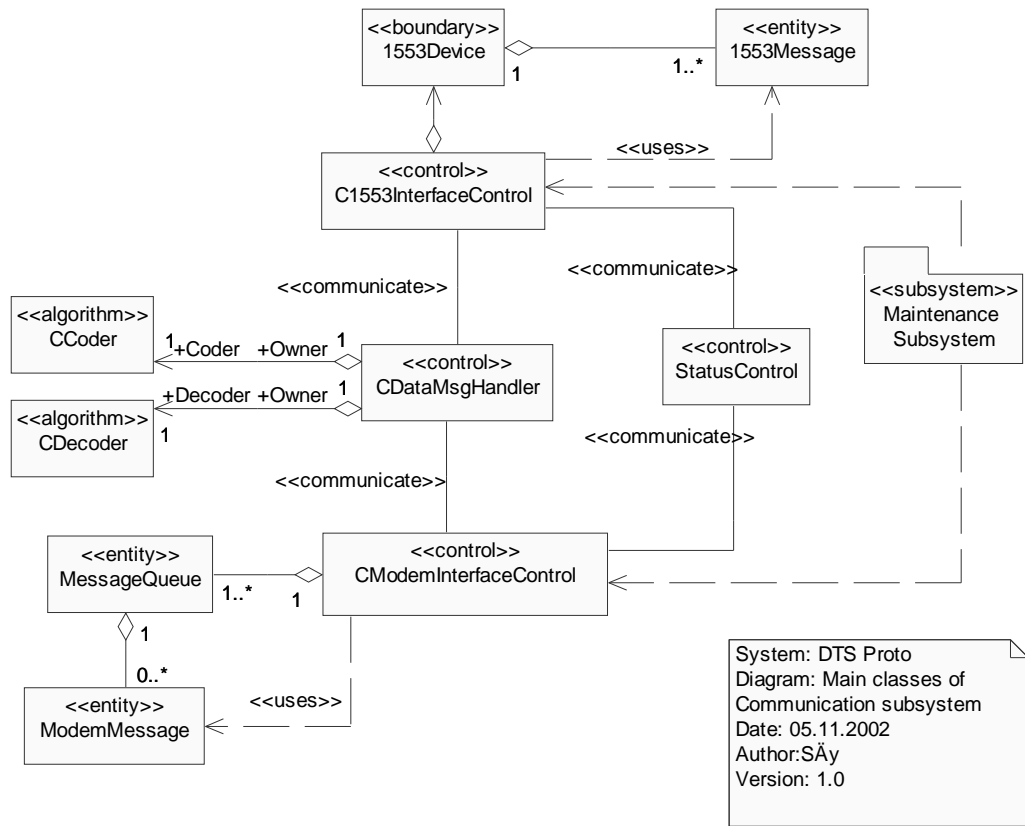 <<boundary>>
1553Device
1
1..*
<<entity>>
1553Message
<<uses>>
<<control>>
C1553InterfaceControl
<<communicate>>
<<communicate>>
<<subsystem>>
Maintenance
Subsystem
<<algorithm>>
CCoder
1
+Coder
+Owner
1
<<control>>
CDataMsgHandler
<<control>>
StatusControl
<<algorithm>>
CDecoder
+Decoder
+Owner
1
1
<<communicate>>
<<communicate>>
<<entity>>
MessageQueue
1..*
1
<<control>>
CModemInterfaceControl
1
0..*
<<entity>>
ModemMessage
<<uses>>
System: DTS Proto
Diagram: Main classes of
Communication subsystem
Date: 05.11.2002
Author:SÄy
Version: 1.0